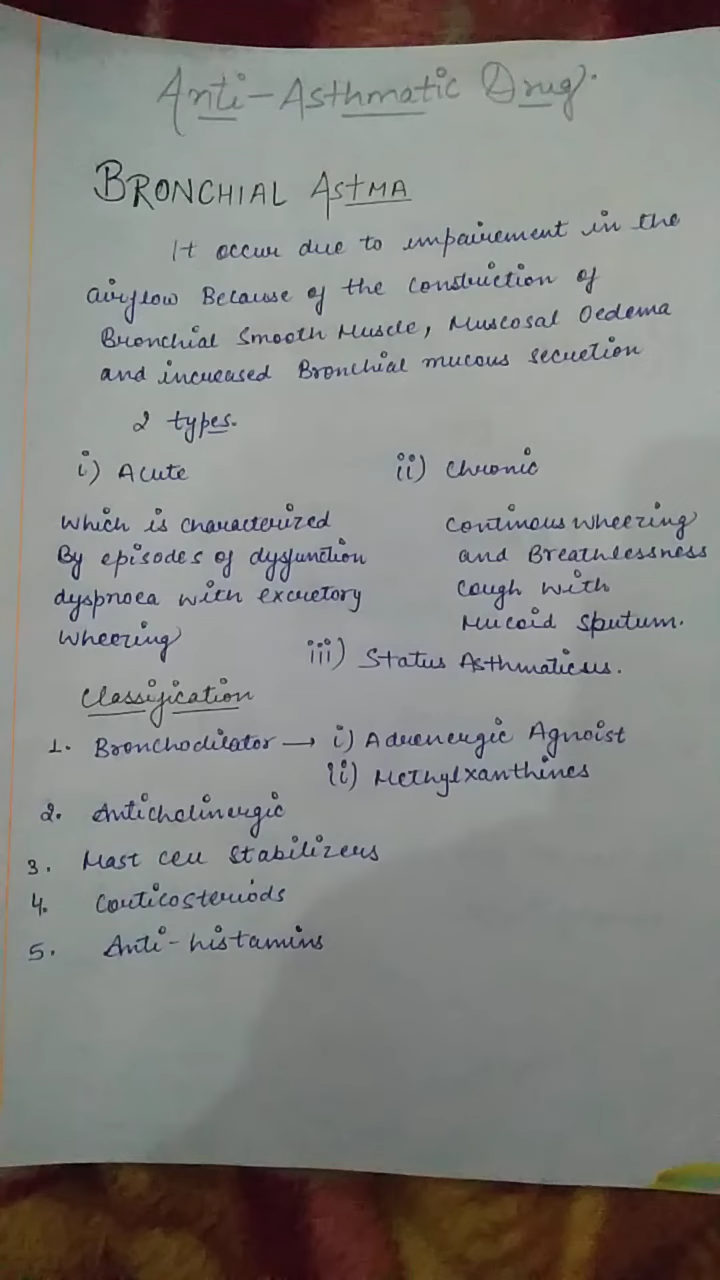 Anti-Asthmatic Drug.
BRONCHIAL AStMA
It occur due to impairement in the
airflow Because of the construction of
Bronchial Smooth Muscle, Muscosal Oedema
and increased Bronchial mucous secretion
2 types.
i) Acute
ii) Chronic
which is characterized
By episodes of dysfunction
dyspnoea with excretory
wheezing
Continous wheezing
and Breathlessness
Cough with
Mucoid Sputum.
iii) Status Asthmaticus.
Classification
1. Bronchodilator → i) Adrenergic Agnoist
ii) Methylxanthines
2. Anticholinergic
3. Mast cell stabilizers
4. Corticosteriods
5. Anti-histamins